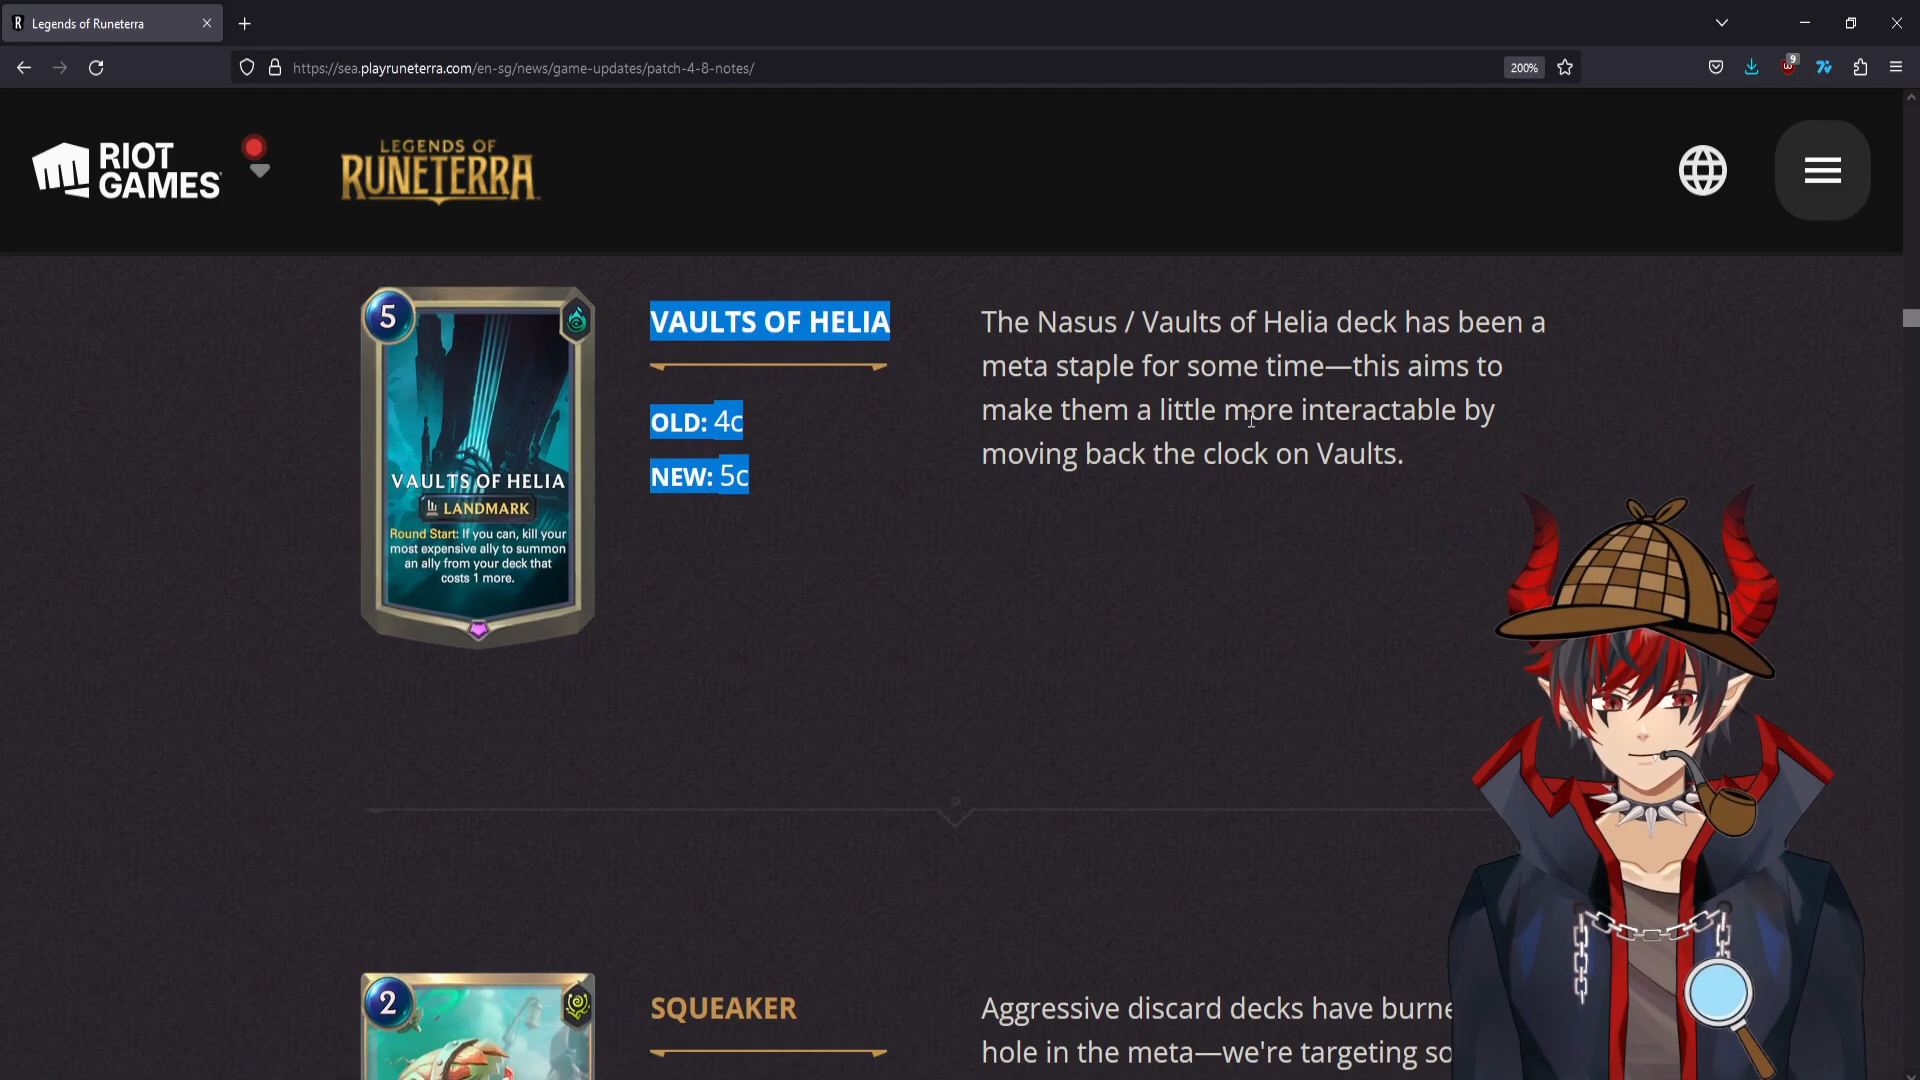 Legends of Runeterra
https://sea.playruneterra.com/en-sg/news/game-updates/patch-4-8-notes/
200%
9
RIOT
GAMES
LEGENDS OF
RUNETERRA
5
VAULTS OF HELIA
LANDMARK
Round Start: If you can, kill your
most expensive ally to summon
an ally from your deck that
costs 1 more.
VAULTS OF HELIA
OLD: 4c
NEW: 5c
The Nasus / Vaults of Helia deck has been a
meta staple for some time—this aims to
make them a little more interactable by
moving back the clock on Vaults.
2
SQUEAKER
Aggressive discard decks have burne
hole in the meta—we're targeting so